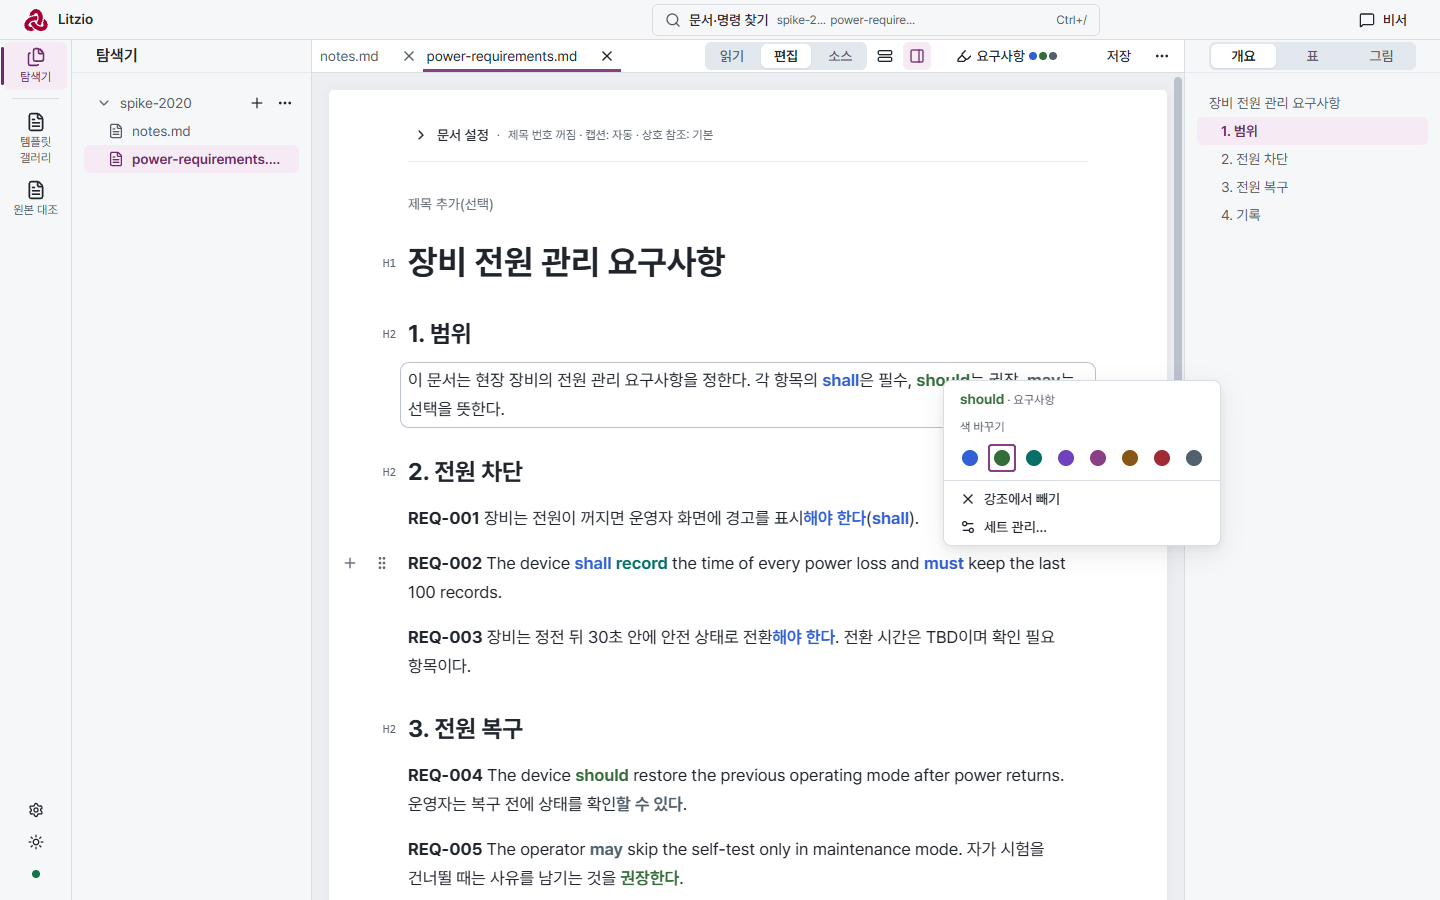 Litzio
문서·명령 찾기 spike-2... power-require... Ctrl+/
비서
탐색기
템플릿
갤러리
원본 대조
탐색기
spike-2020
notes.md
power-requirements....
notes.md
power-requirements.md
읽기 편집 소스
요구사항
저장
문서 설정 · 제목 번호 꺼짐 · 캡션: 자동 · 상호 참조: 기본
제목 추가(선택)
H1 장비 전원 관리 요구사항
H2 1. 범위
이 문서는 현장 장비의 전원 관리 요구사항을 정한다. 각 항목의 shall은 필수, should는 권장, may는
선택을 뜻한다.
H2 2. 전원 차단
REQ-001 장비는 전원이 꺼지면 운영자 화면에 경고를 표시해야 한다(shall).
REQ-002 The device shall record the time of every power loss and must keep the last
100 records.
REQ-003 장비는 정전 뒤 30초 안에 안전 상태로 전환해야 한다. 전환 시간은 TBD이며 확인 필요
항목이다.
H2 3. 전원 복구
REQ-004 The device should restore the previous operating mode after power returns.
운영자는 복구 전에 상태를 확인할 수 있다.
REQ-005 The operator may skip the self-test only in maintenance mode. 자가 시험을
건너뛸 때는 사유를 남기는 것을 권장한다.
should · 요구사항
색 바꾸기
강조에서 빼기
세트 관리...
개요 표 그림
장비 전원 관리 요구사항
1. 범위
2. 전원 차단
3. 전원 복구
4. 기록